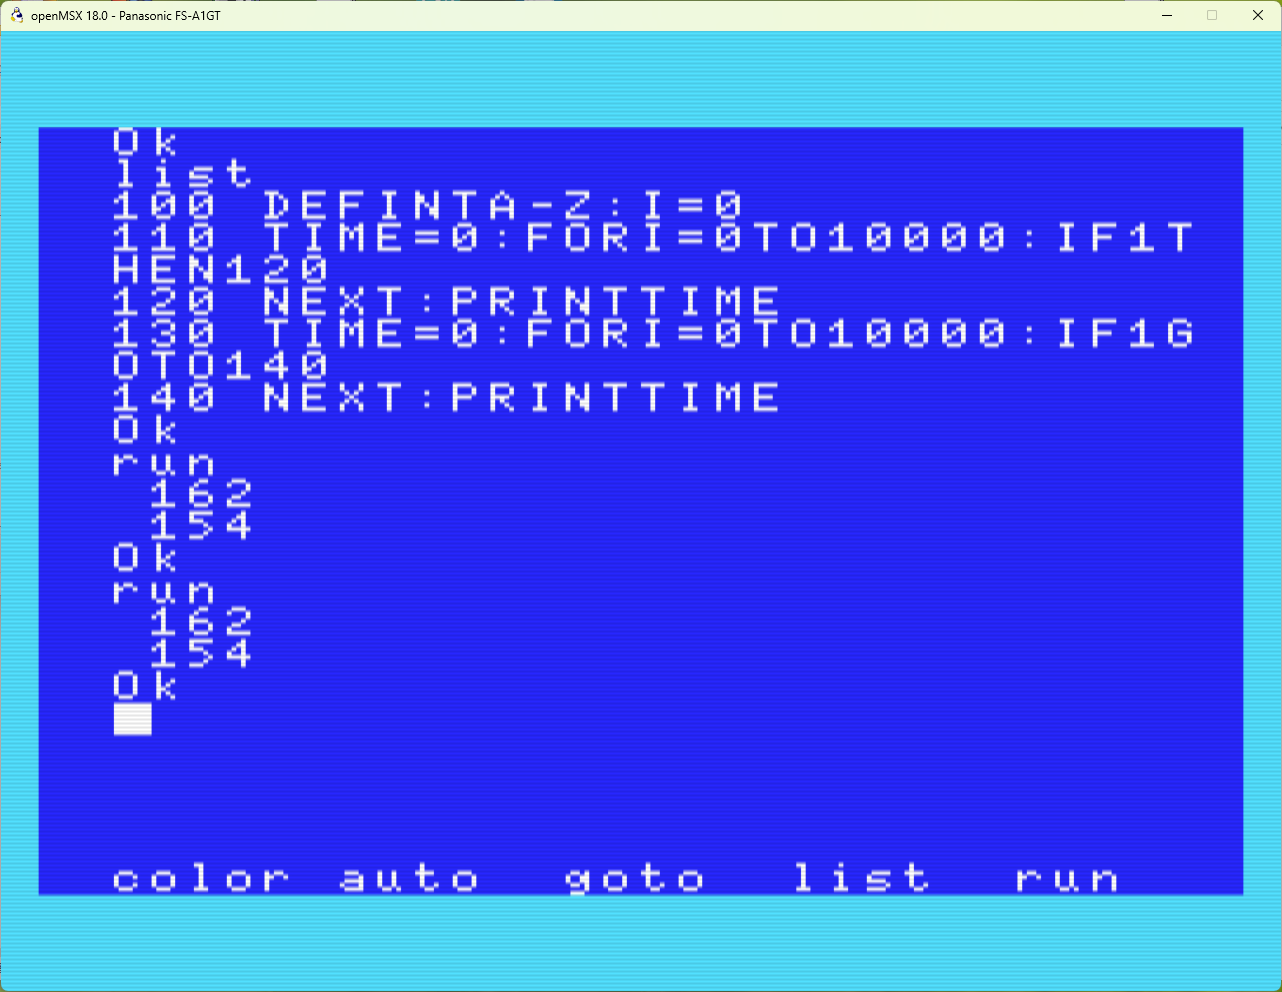 openMSX 18.0 - Panasonic FS-A1GT
Ok
list
100 DEFINTA-Z:I=0
110 TIME=0:FORI=0TO10000:IF1T
HEN120
120 NEXT:PRINTTIME
130 TIME=0:FORI=0TO10000:IF1G
OTO140
140 NEXT:PRINTTIME
Ok
run
162
154
Ok
run
162
154
Ok
color auto goto list run